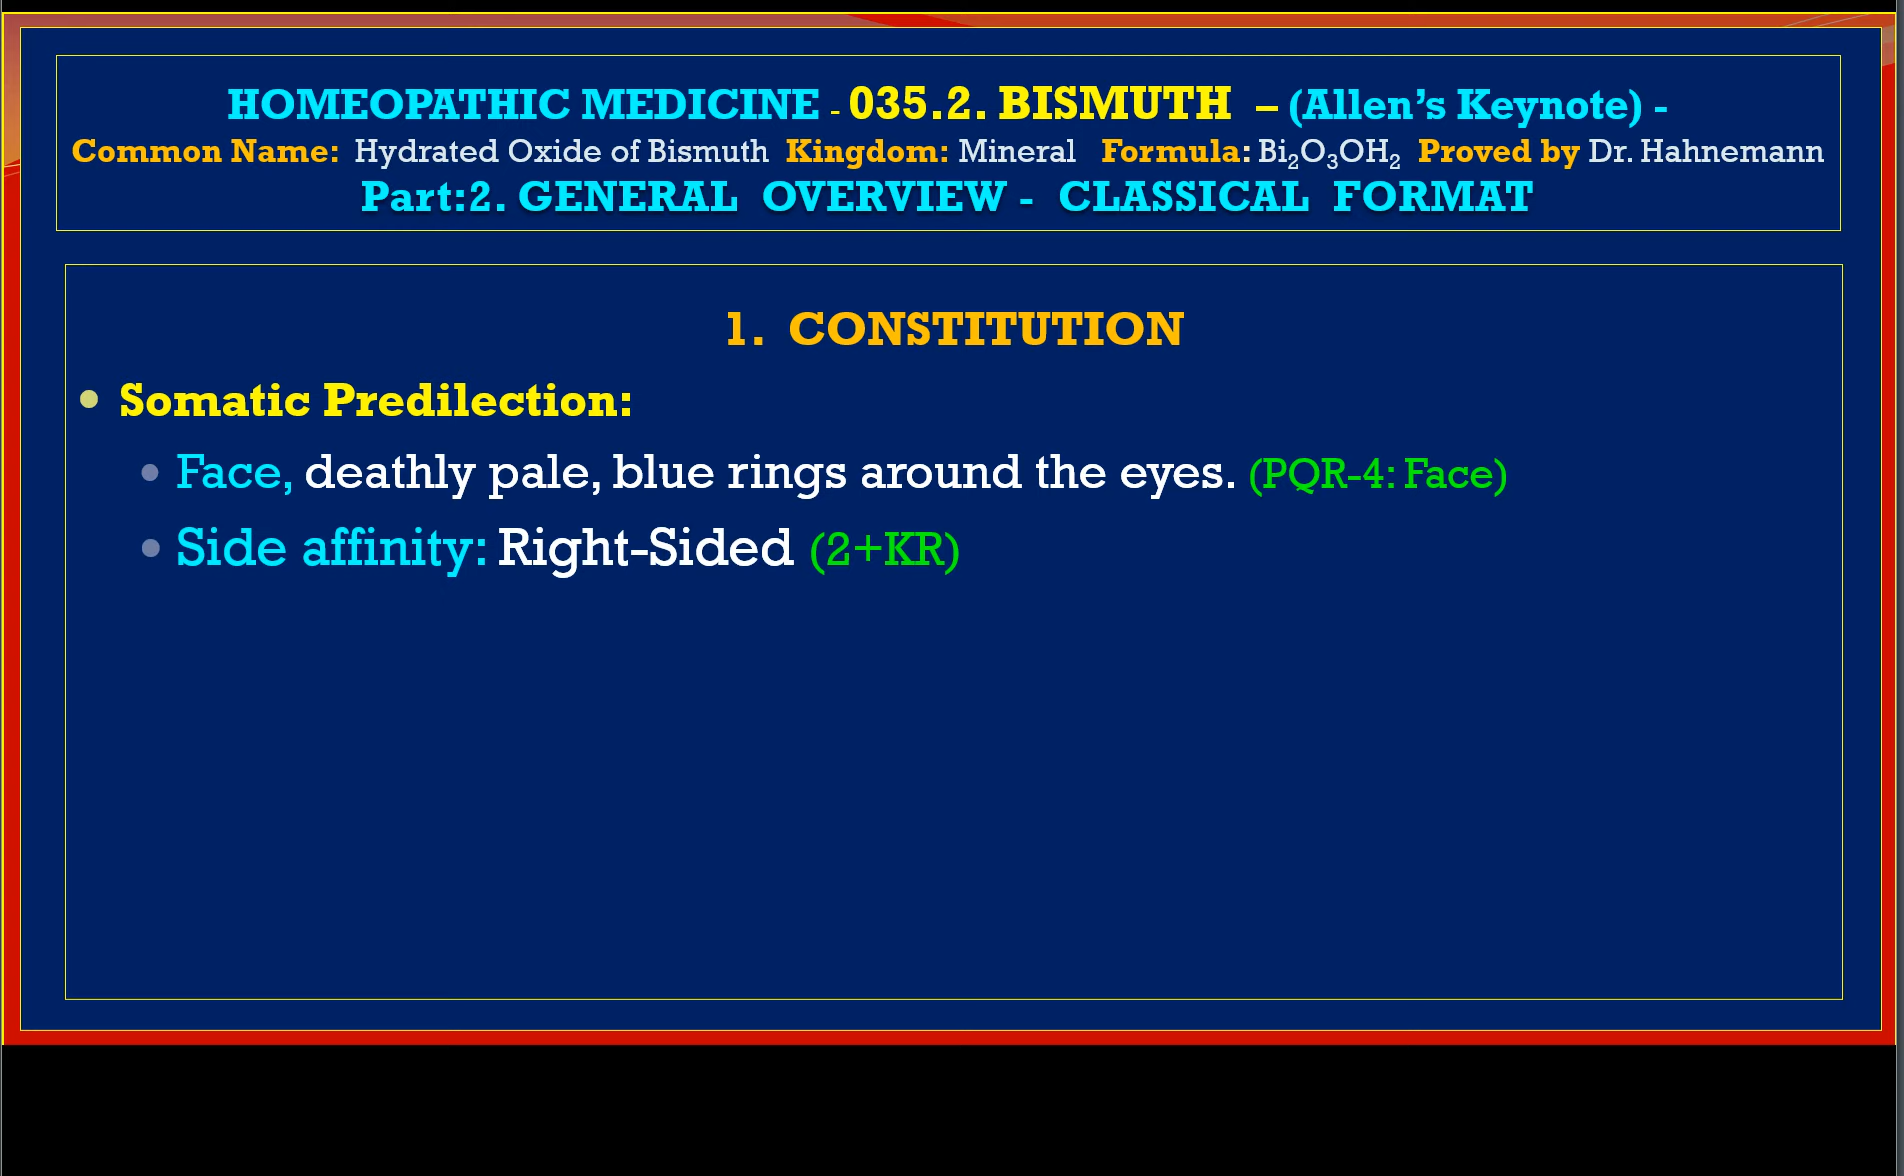 HOMEOPATHIC MEDICINE - 035.2. BISMUTH – (Allen’s Keynote) -
Common Name: Hydrated Oxide of Bismuth Kingdom: Mineral Formula: Bi₂O₃OH₂ Proved by Dr. Hahnemann
Part:2. GENERAL OVERVIEW - CLASSICAL FORMAT
1. CONSTITUTION
• Somatic Predilection:
• Face, deathly pale, blue rings around the eyes. (PQR-4: Face)
• Side affinity: Right-Sided (2+KR)